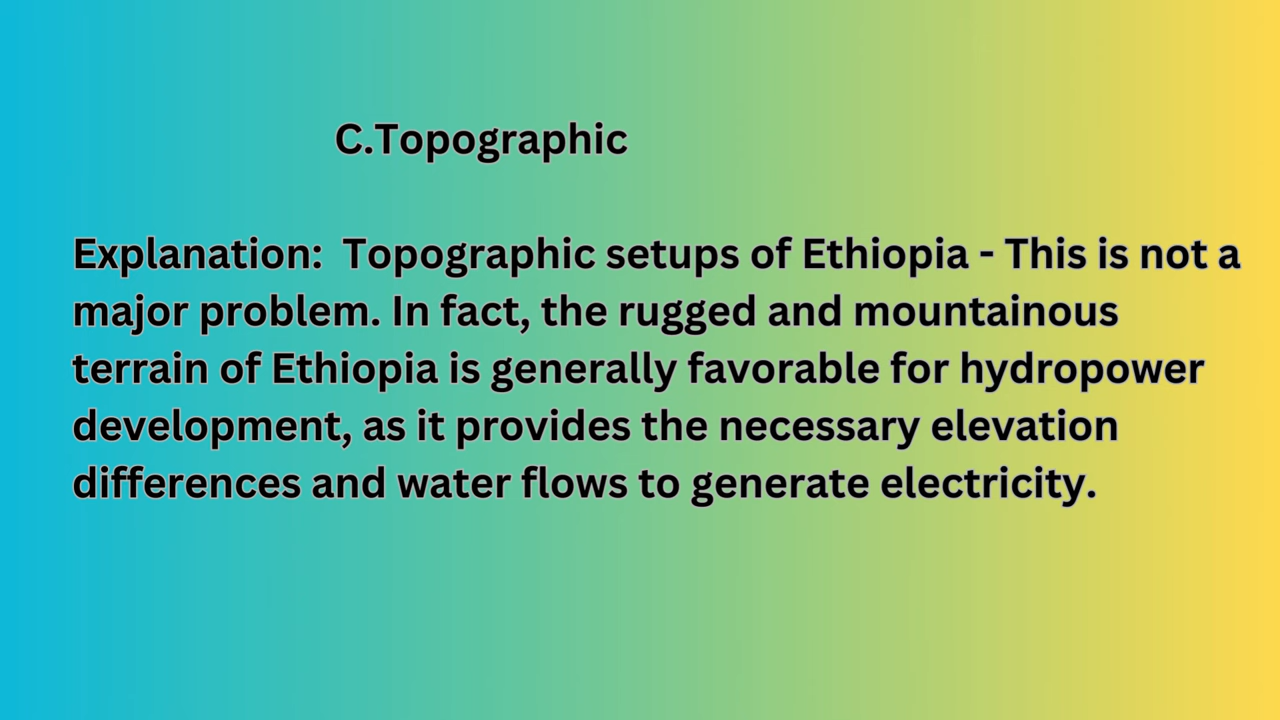 C.Topographic
Explanation:  Topographic setups of Ethiopia - This is not a
major problem. In fact, the rugged and mountainous
terrain of Ethiopia is generally favorable for hydropower
development, as it provides the necessary elevation
differences and water flows to generate electricity.